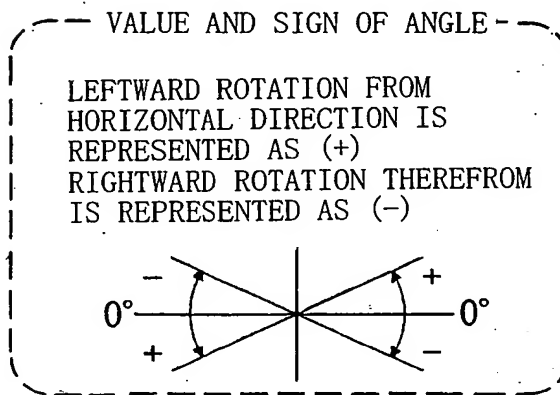 VALUE AND SIGN OF ANGLE
LEFTWARD ROTATION FROM
HORIZONTAL DIRECTION IS
REPRESENTED AS (+)
RIGHTWARD ROTATION THEREFROM
IS REPRESENTED AS (−)
− +
0° 0°
+ −